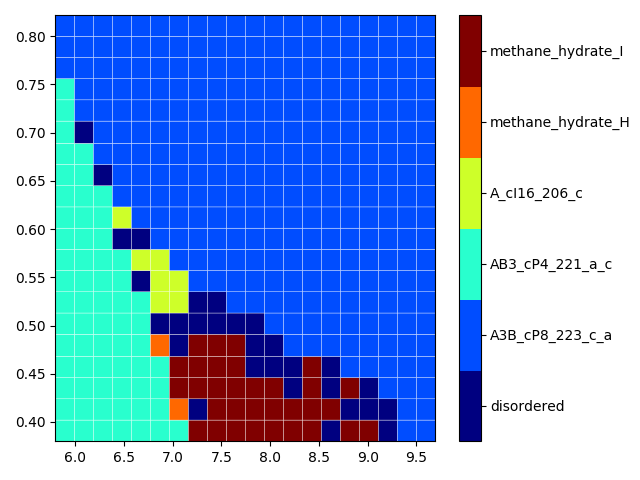 0.80
0.75
0.70
0.65
0.60
0.55
0.50
0.45
0.40
6.0 6.5 7.0 7.5 8.0 8.5 9.0 9.5
methane_hydrate_I
methane_hydrate_H
A_cI16_206_c
AB3_cP4_221_a_c
A3B_cP8_223_c_a
disordered